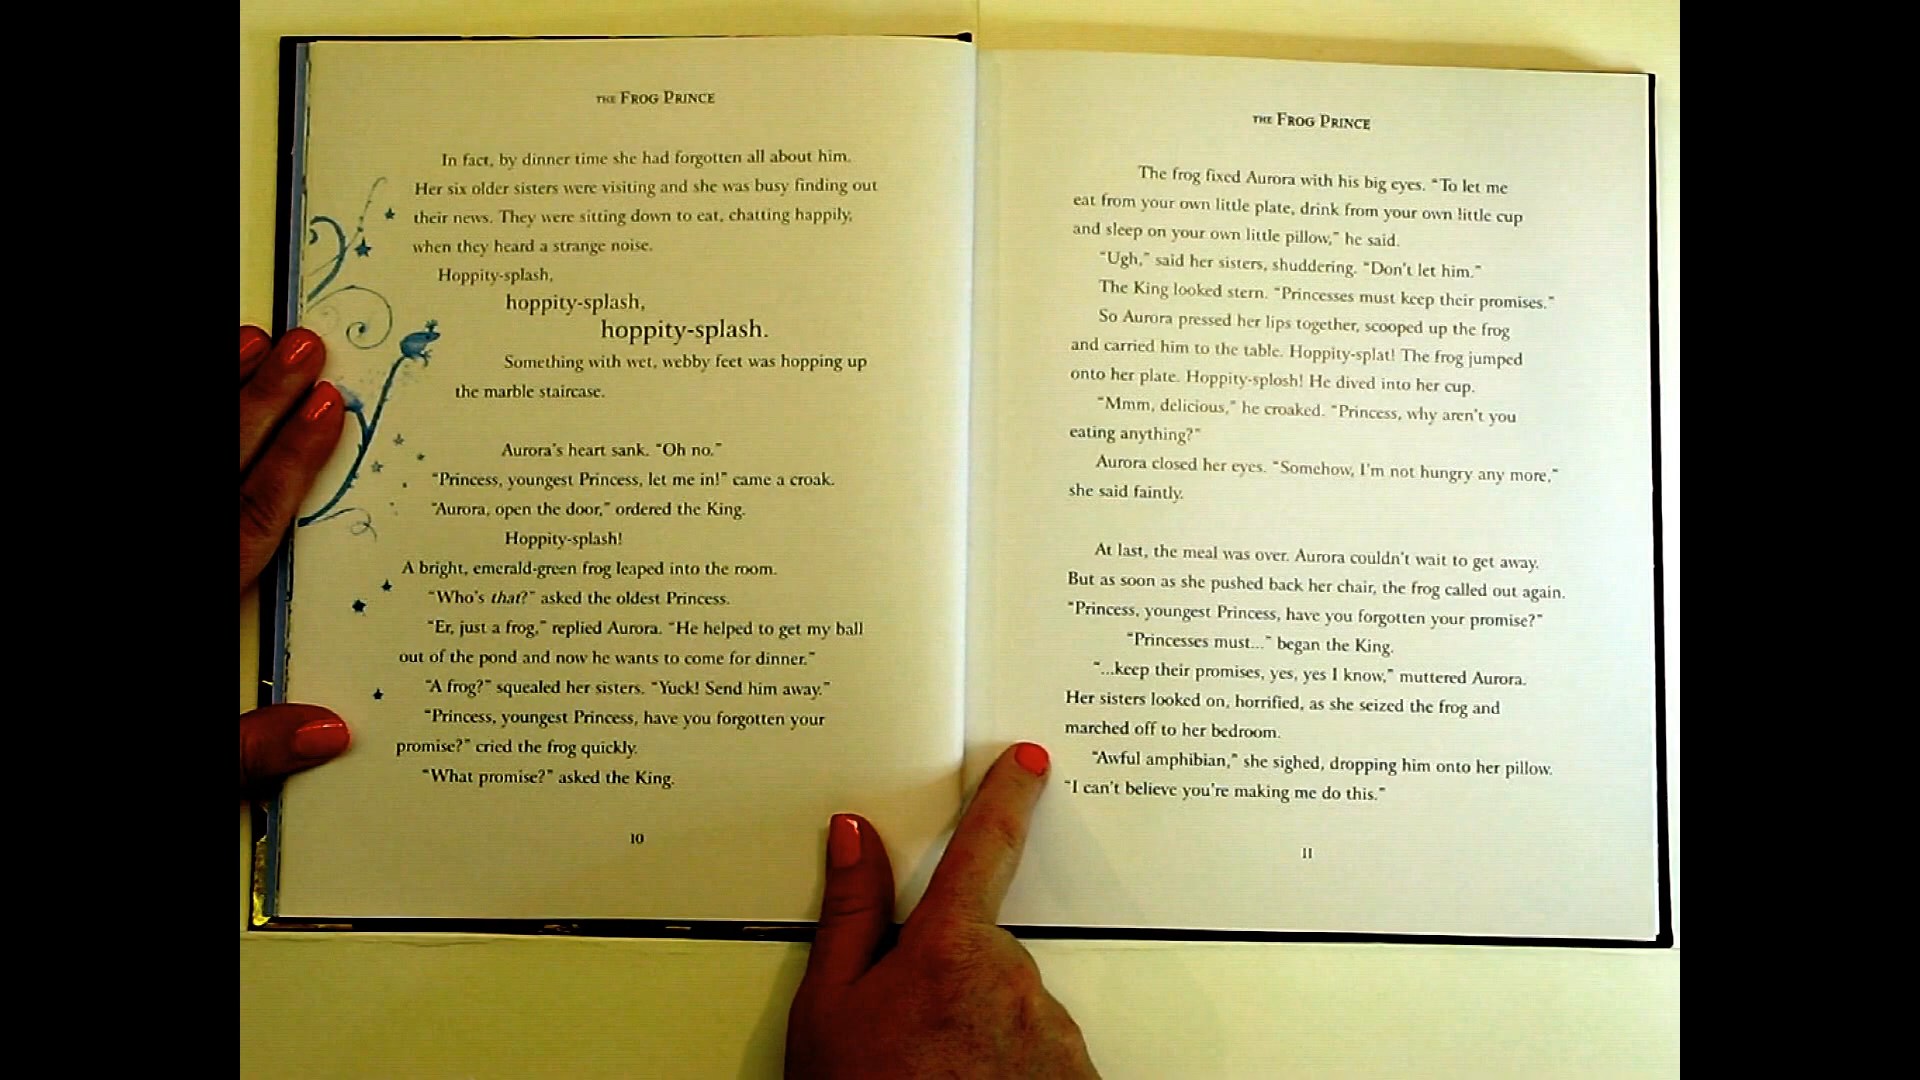 THE FROG PRINCE
In fact, by dinner time she had forgotten all about him.
Her six older sisters were visiting and she was busy finding out
their news. They were sitting down to eat, chatting happily,
when they heard a strange noise.
Hoppity-splash,
hoppity-splash,
hoppity-splash.
Something with wet, webby feet was hopping up
the marble staircase.
Aurora's heart sank. "Oh no."
"Princess, youngest Princess, let me in!" came a croak.
"Aurora, open the door," ordered the King.
Hoppity-splash!
A bright, emerald-green frog leaped into the room.
"Who's that?" asked the oldest Princess.
"Er, just a frog," replied Aurora. "He helped to get my ball
out of the pond and now he wants to come for dinner."
"A frog?" squealed her sisters. "Yuck! Send him away."
"Princess, youngest Princess, have you forgotten your
promise?" cried the frog quickly.
"What promise?" asked the King.
10
THE FROG PRINCE
The frog fixed Aurora with his big eyes. "To let me
eat from your own little plate, drink from your own little cup
and sleep on your own little pillow," he said.
"Ugh," said her sisters, shuddering. "Don't let him."
The King looked stern. "Princesses must keep their promises."
So Aurora pressed her lips together, scooped up the frog
and carried him to the table. Hoppity-splat! The frog jumped
onto her plate. Hoppity-splosh! He dived into her cup.
"Mmm, delicious," he croaked. "Princess, why aren't you
eating anything?"
Aurora closed her eyes. "Somehow, I'm not hungry any more,"
she said faintly.
At last, the meal was over. Aurora couldn't wait to get away.
But as soon as she pushed back her chair, the frog called out again.
"Princess, youngest Princess, have you forgotten your promise?"
"Princesses must..." began the King.
"...keep their promises, yes, yes I know," muttered Aurora.
Her sisters looked on, horrified, as she seized the frog and
marched off to her bedroom.
"Awful amphibian," she sighed, dropping him onto her pillow.
"I can't believe you're making me do this."
11